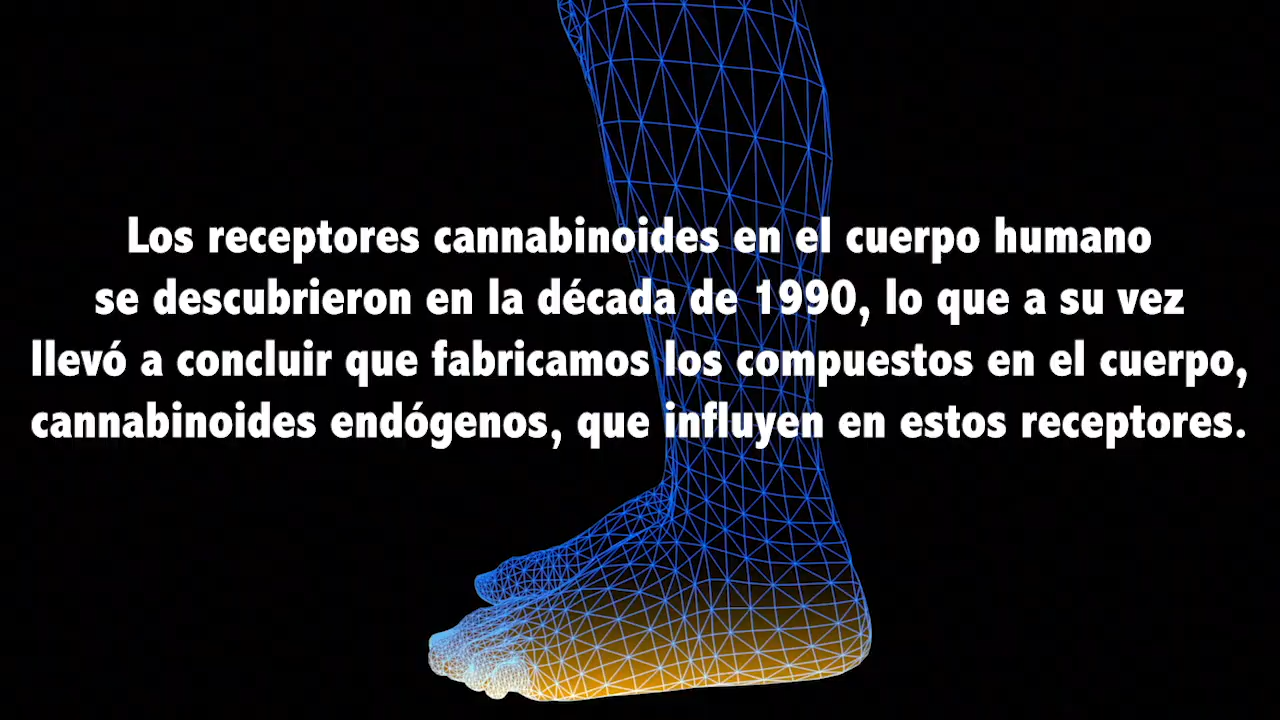 Los receptores cannabinoides en el cuerpo humano
se descubrieron en la década de 1990, lo que a su vez
llevó a concluir que fabricamos los compuestos en el cuerpo,
cannabinoides endógenos, que influyen en estos receptores.